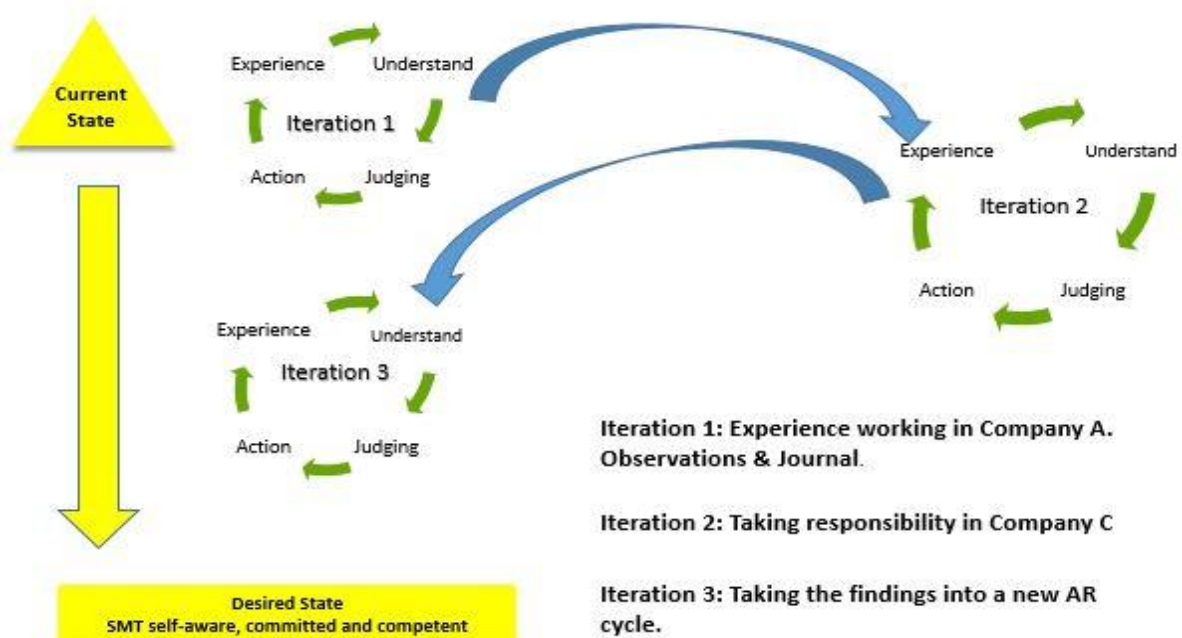 Current
State
Experience
Understand
Iteration 1
Action
Judging
Experience
Understand
Iteration 2
Action
Judging
Experience
Understand
Iteration 3
Action
Judging
Iteration 1: Experience working in Company A.
Observations & Journal.
Iteration 2: Taking responsibility in Company C
Iteration 3: Taking the findings into a new AR
cycle.
Desired State
SMT self-aware, committed and competent